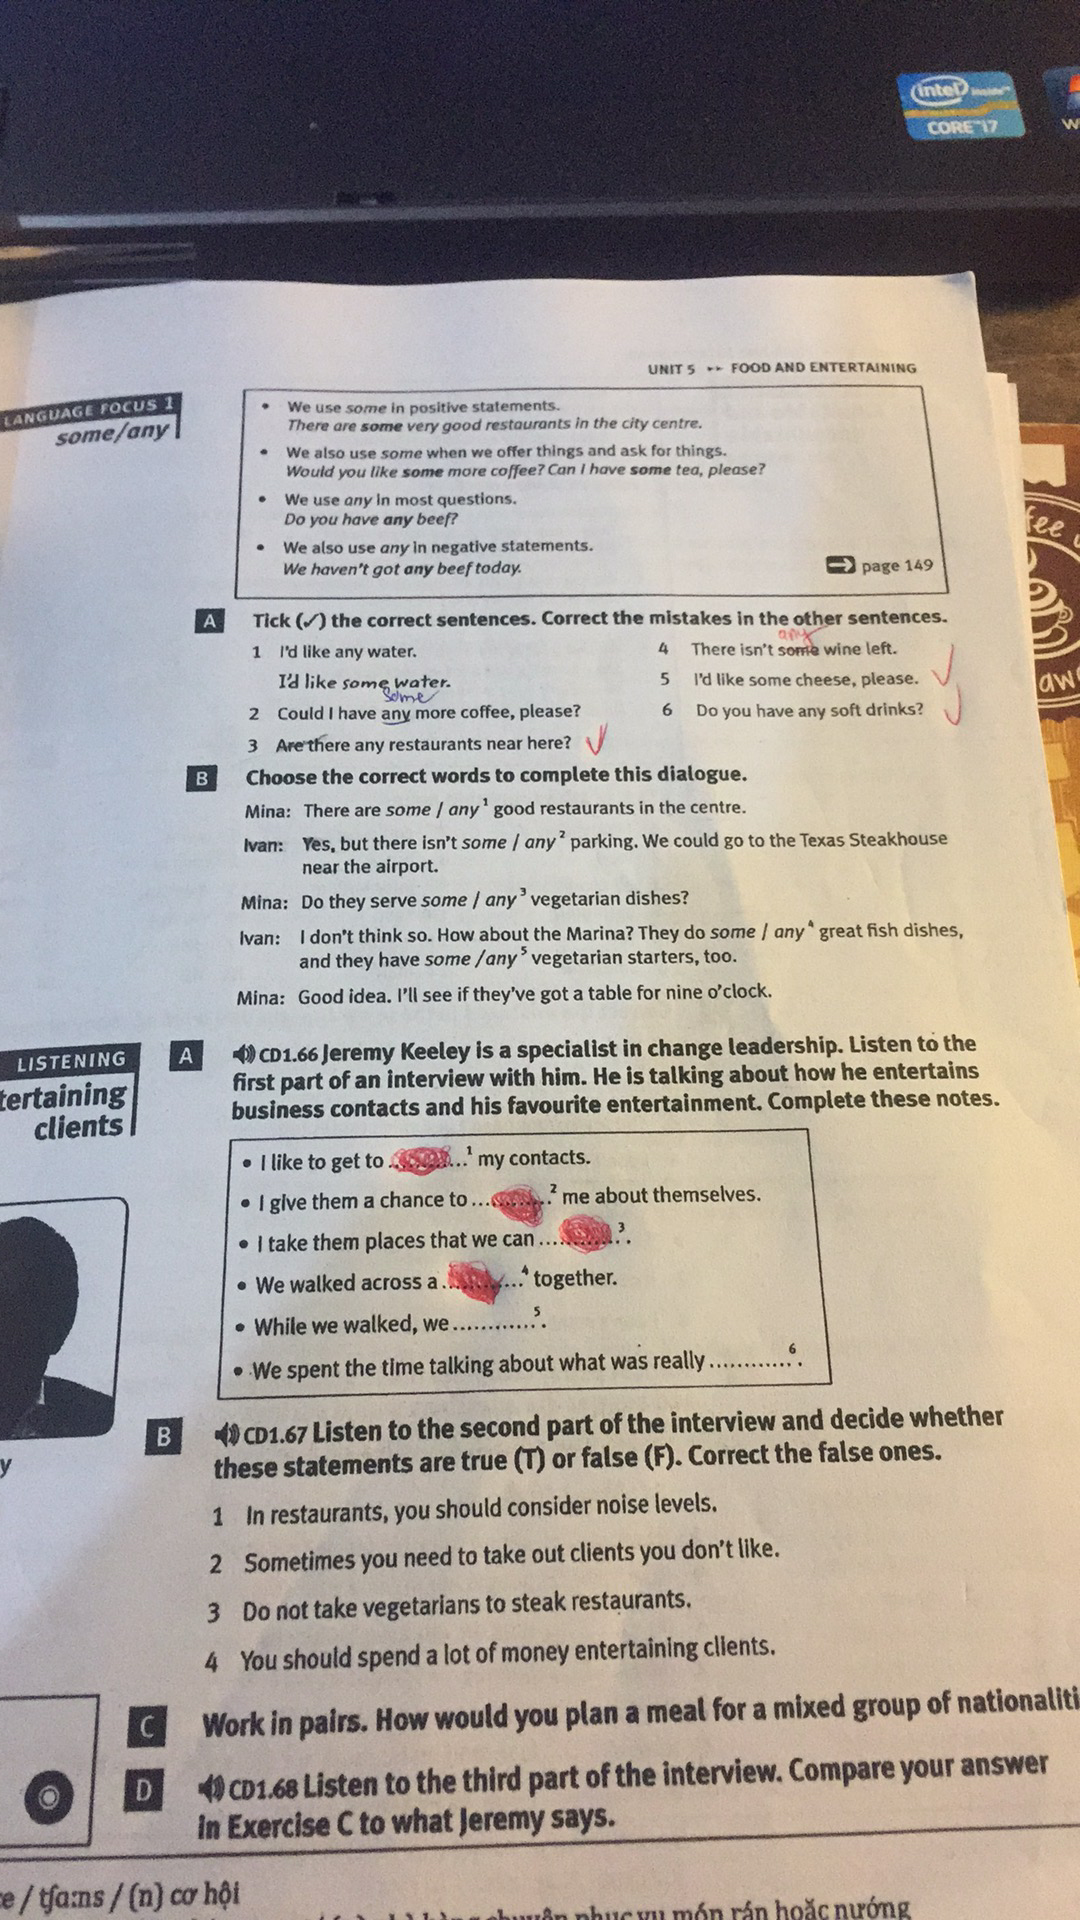 intel inside™
CORE™ i7
UNIT 5 ▸▸ FOOD AND ENTERTAINING
LANGUAGE FOCUS 1
some/any
• We use some in positive statements.
There are some very good restaurants in the city centre.
• We also use some when we offer things and ask for things.
Would you like some more coffee? Can I have some tea, please?
• We use any in most questions.
Do you have any beef?
• We also use any in negative statements.
We haven't got any beef today.
page 149
A Tick (✓) the correct sentences. Correct the mistakes in the other sentences.
1 I'd like any water.
I'd like some water.
some
2 Could I have any more coffee, please?
3 Are there any restaurants near here? ✓
any
4 There isn't some wine left.
5 I'd like some cheese, please. ✓
6 Do you have any soft drinks? ✓
B Choose the correct words to complete this dialogue.
Mina: There are some / any ¹ good restaurants in the centre.
Ivan: Yes, but there isn't some / any ² parking. We could go to the Texas Steakhouse
near the airport.
Mina: Do they serve some / any ³ vegetarian dishes?
Ivan: I don't think so. How about the Marina? They do some / any ⁴ great fish dishes,
and they have some /any ⁵ vegetarian starters, too.
Mina: Good idea. I'll see if they've got a table for nine o'clock.
LISTENING
tertaining
clients
A CD1.66 Jeremy Keeley is a specialist in change leadership. Listen to the
first part of an interview with him. He is talking about how he entertains
business contacts and his favourite entertainment. Complete these notes.
• I like to get to ............¹ my contacts.
• I give them a chance to ............² me about themselves.
• I take them places that we can ............³.
• We walked across a ............⁴ together.
• While we walked, we ............⁵.
• We spent the time talking about what was really ............⁶.
B CD1.67 Listen to the second part of the interview and decide whether
these statements are true (T) or false (F). Correct the false ones.
y
1 In restaurants, you should consider noise levels.
2 Sometimes you need to take out clients you don't like.
3 Do not take vegetarians to steak restaurants.
4 You should spend a lot of money entertaining clients.
C Work in pairs. How would you plan a meal for a mixed group of nationaliti
D CD1.68 Listen to the third part of the interview. Compare your answer
in Exercise C to what Jeremy says.
e / tʃɑːns / (n) cơ hội
chuyên phục vụ món rán hoặc nướng